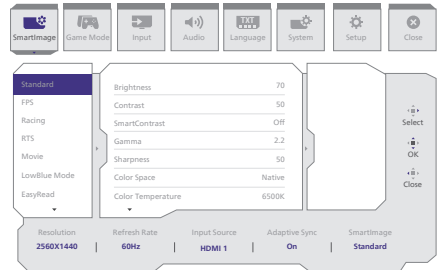 SmartImage
Game Mode
Input
Audio
TXT
Language
System
Setup
Close
Standard
FPS
Racing
RTS
Movie
LowBlue Mode
EasyRead
Brightness 70
Contrast 50
SmartContrast Off
Gamma 2.2
Sharpness 50
Color Space Native
Color Temperature 6500K
Select
OK
Close
Resolution Refresh Rate Input Source Adaptive Sync SmartImage
2560X1440 | 60Hz | HDMI 1 | On | Standard